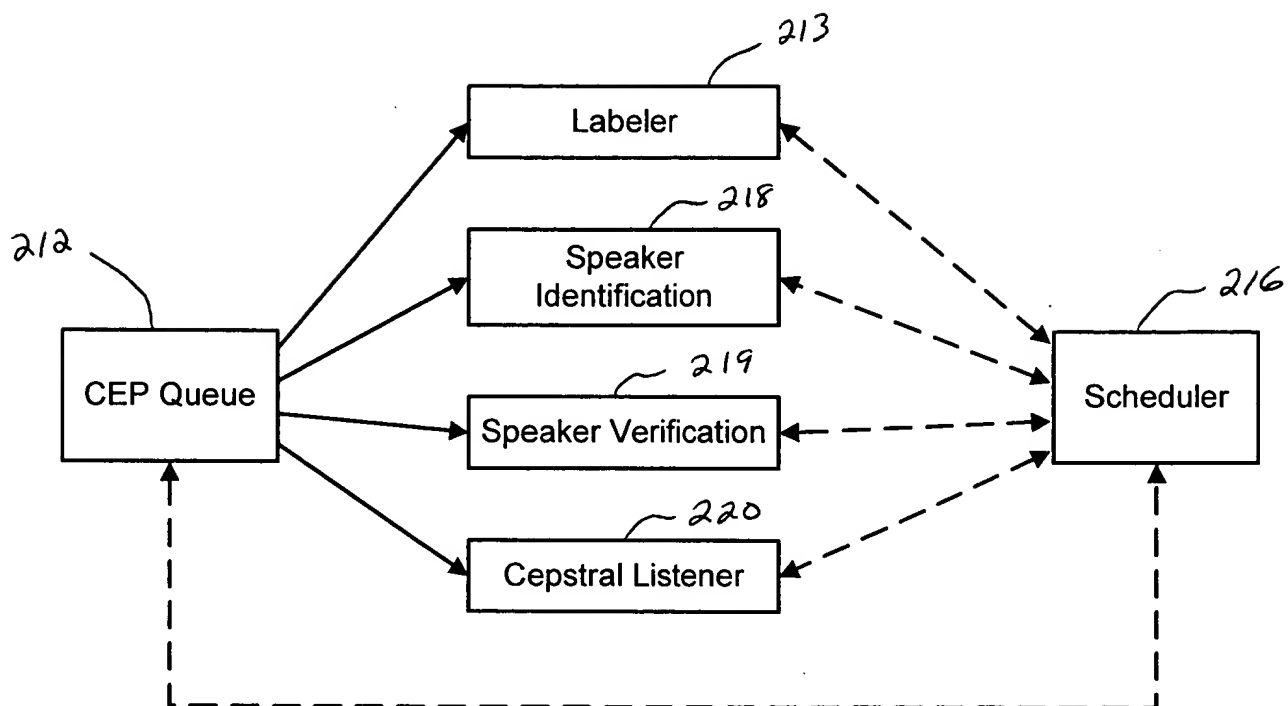 213
Labeler
218
Speaker
Identification
212
216
219
CEP Queue
Speaker Verification
Scheduler
220
Cepstral Listener